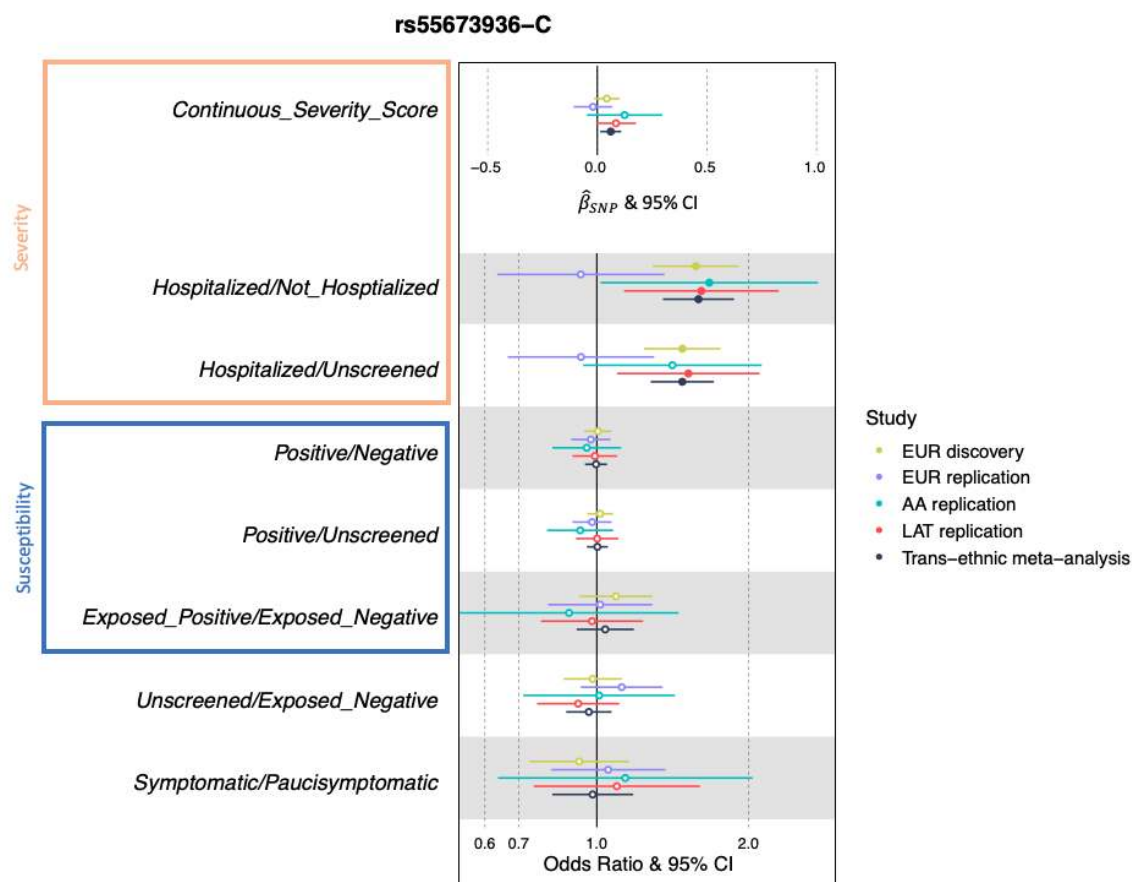 rs55673936−C
Severity
Continuous_Severity_Score
−0.5 0.0 0.5 1.0
β̂SNP & 95% CI
Hospitalized/Not_Hosptialized
Hospitalized/Unscreened
Susceptibility
Positive/Negative
Positive/Unscreened
Exposed_Positive/Exposed_Negative
Unscreened/Exposed_Negative
Symptomatic/Paucisymptomatic
0.6 0.7 1.0 2.0
Odds Ratio & 95% CI
Study
EUR discovery
EUR replication
AA replication
LAT replication
Trans−ethnic meta−analysis